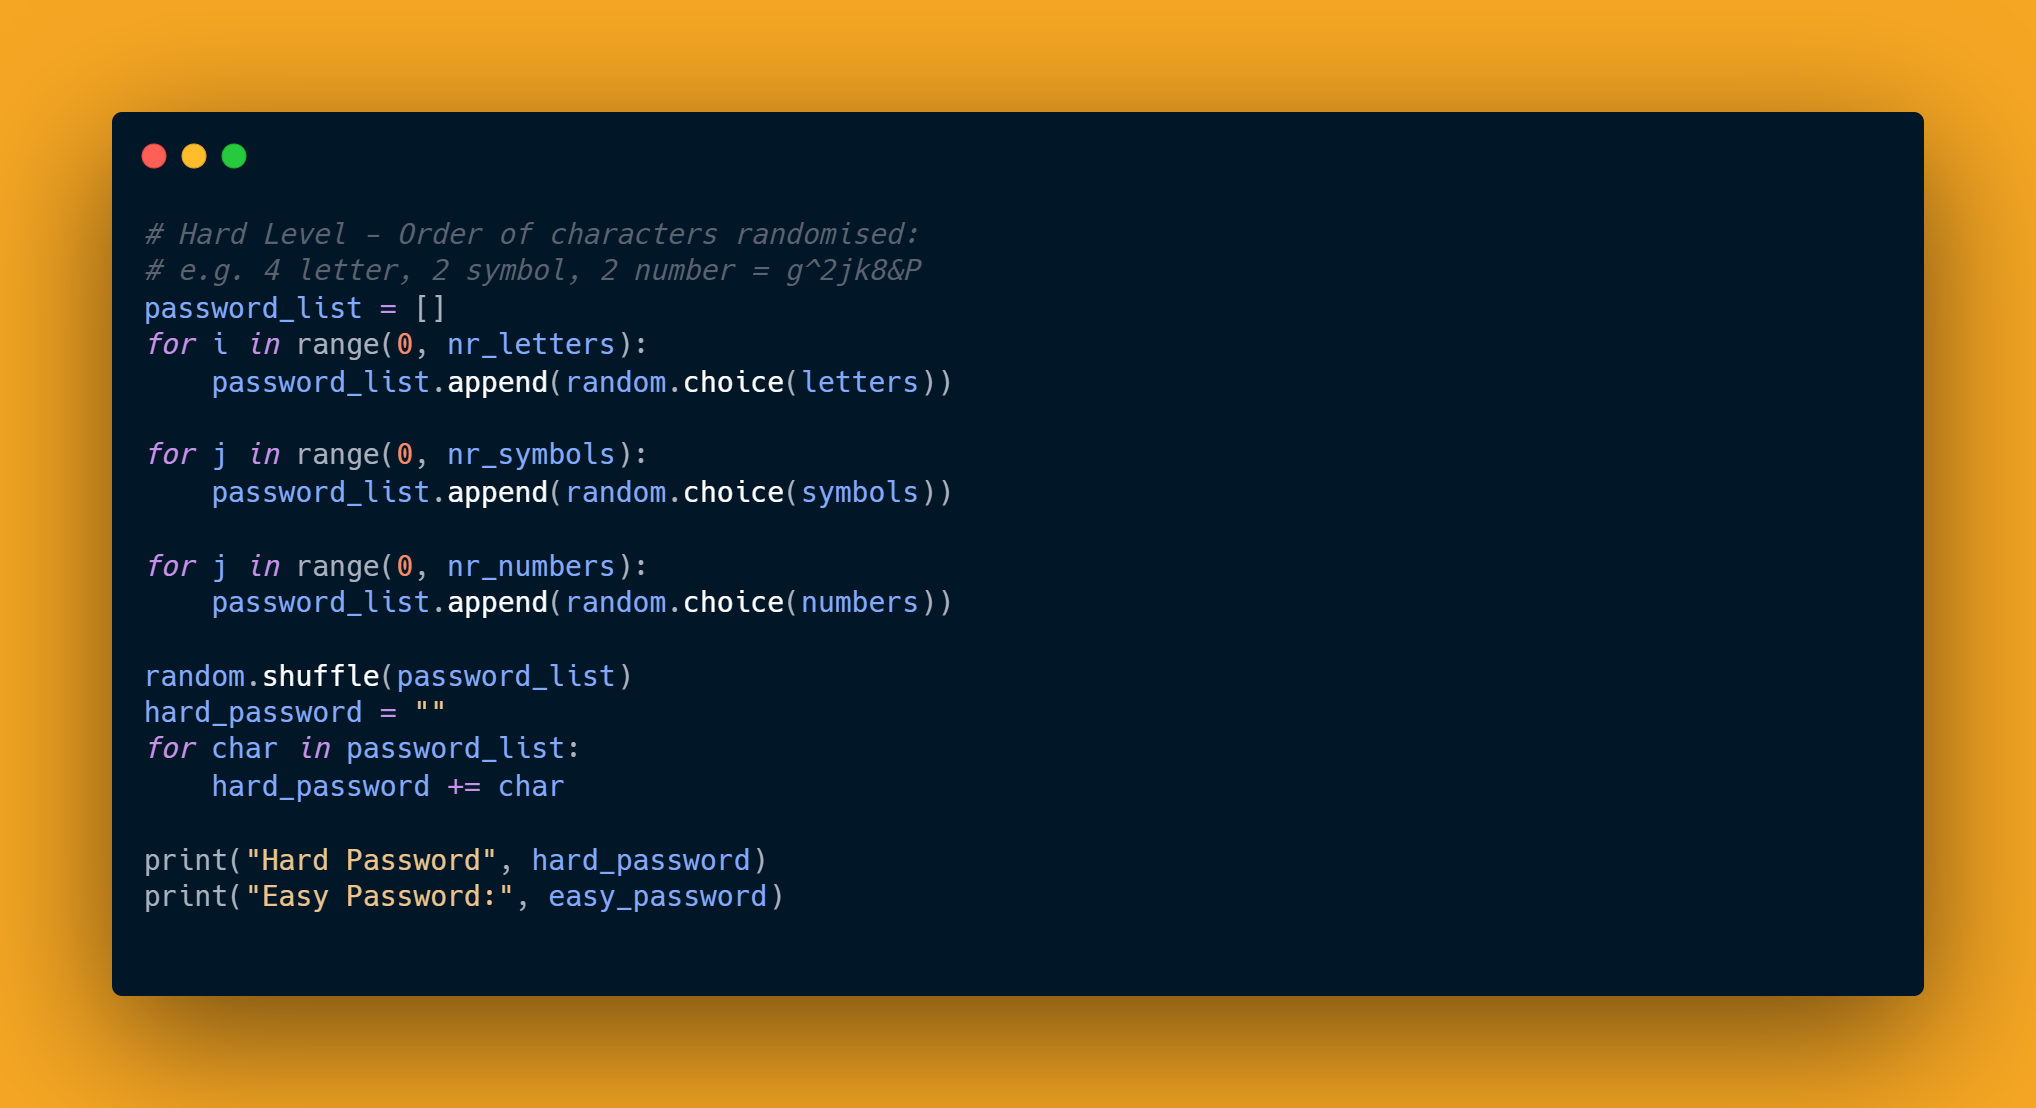 # Hard Level - Order of characters randomised:
# e.g. 4 letter, 2 symbol, 2 number = g^2jk8&P
password_list = []
for i in range(0, nr_letters):
    password_list.append(random.choice(letters))

for j in range(0, nr_symbols):
    password_list.append(random.choice(symbols))

for j in range(0, nr_numbers):
    password_list.append(random.choice(numbers))

random.shuffle(password_list)
hard_password = ""
for char in password_list:
    hard_password += char

print("Hard Password", hard_password)
print("Easy Password:", easy_password)